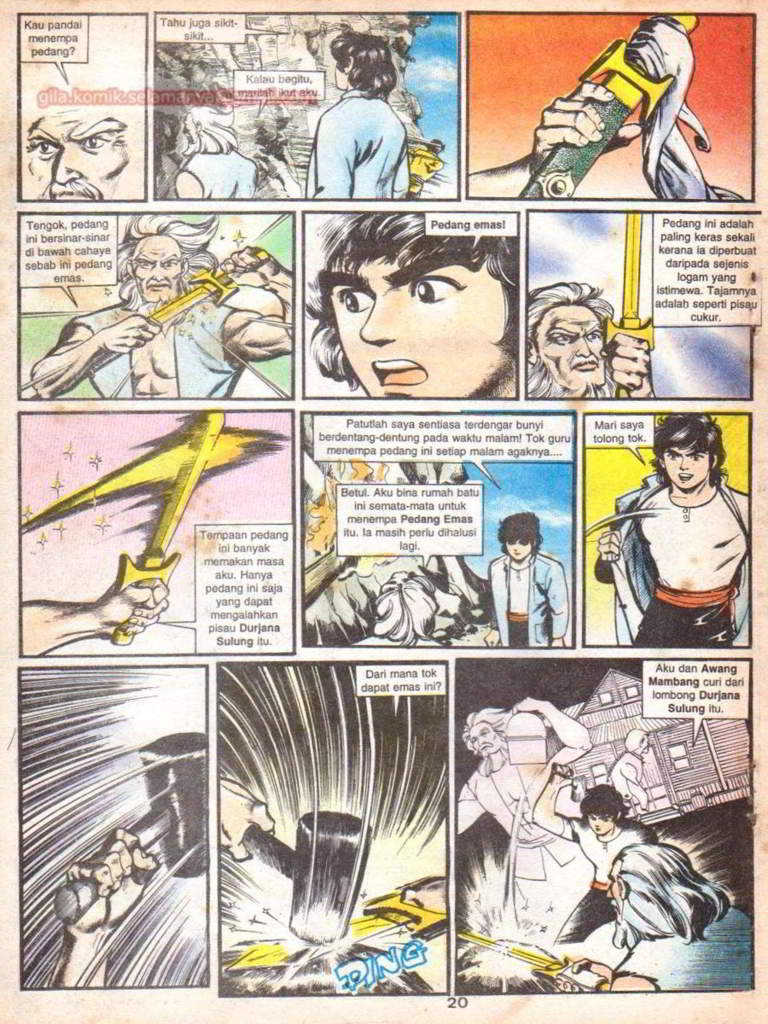 Kau pandai
menempa
pedang?
Tahu juga sikit-
sikit...
Kalau begitu,
marilah ikut aku.
gila.komik.selamanya
Tengok, pedang
ini bersinar-sinar
di bawah cahaya
sebab ini pedang
emas.
Pedang emas!
Pedang ini adalah
paling keras sekali
kerana ia diperbuat
daripada sejenis
logam yang
istimewa. Tajamnya
adalah seperti pisau
cukur.
Tempaan pedang
ini banyak
memakan masa
aku. Hanya
pedang ini saja
yang dapat
mengalahkan
pisau Durjana
Sulung itu.
Patutlah saya sentiasa terdengar bunyi
berdentang-dentung pada waktu malam! Tok guru
menempa pedang ini setiap malam agaknya....
Betul. Aku bina rumah batu
ini semata-mata untuk
menempa Pedang Emas
itu. Ia masih perlu dihalusi
lagi.
Mari saya
tolong tok.
Dari mana tok
dapat emas ini?
DING
Aku dan Awang
Mambang curi dari
lombong Durjana
Sulung itu.
20